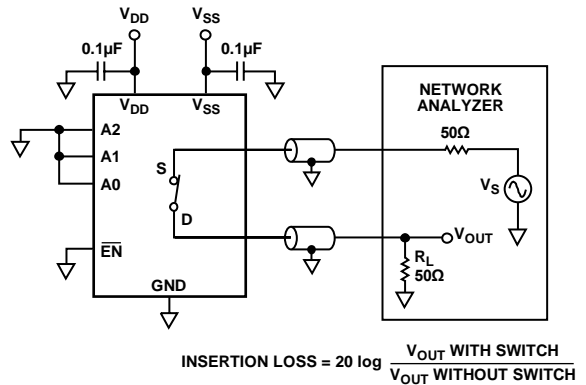 V_DD V_SS
0.1µF 0.1µF
V_DD V_SS
NETWORK
ANALYZER
A2
A1
A0
50Ω
S
V_S
D
V_OUT
EN
R_L
50Ω
GND
INSERTION LOSS = 20 log V_OUT WITH SWITCH
V_OUT WITHOUT SWITCH